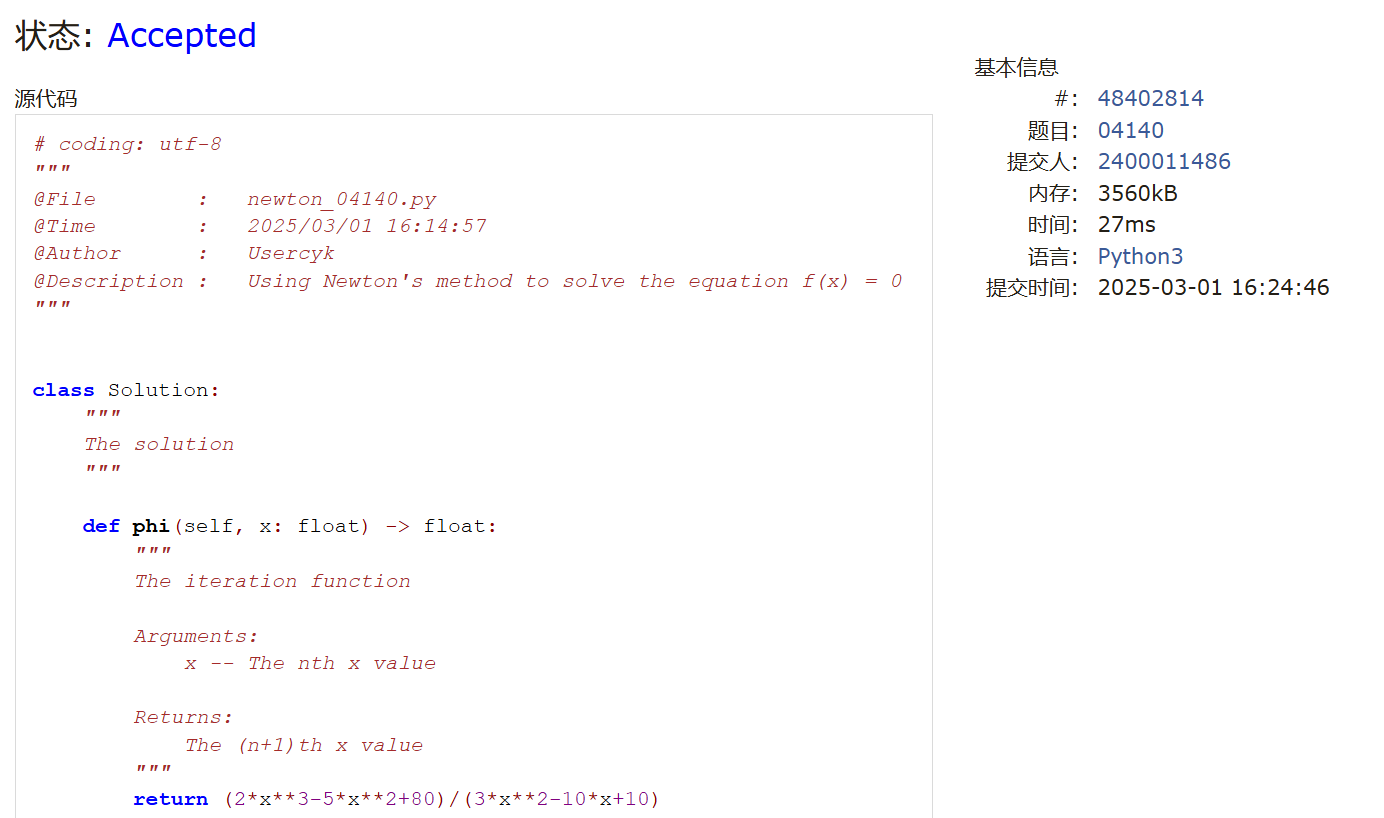 状态: Accepted
源代码
# coding: utf-8
"""
@File        :   newton_04140.py
@Time        :   2025/03/01 16:14:57
@Author      :   Usercyk
@Description :   Using Newton's method to solve the equation f(x) = 0
"""
class Solution:
    """
    The solution
    """
    def phi(self, x: float) -> float:
        """
        The iteration function
        Arguments:
            x -- The nth x value
        Returns:
            The (n+1)th x value
        """
        return (2*x**3-5*x**2+80)/(3*x**2-10*x+10)
基本信息
#: 48402814
题目: 04140
提交人: 2400011486
内存: 3560kB
时间: 27ms
语言: Python3
提交时间: 2025-03-01 16:24:46